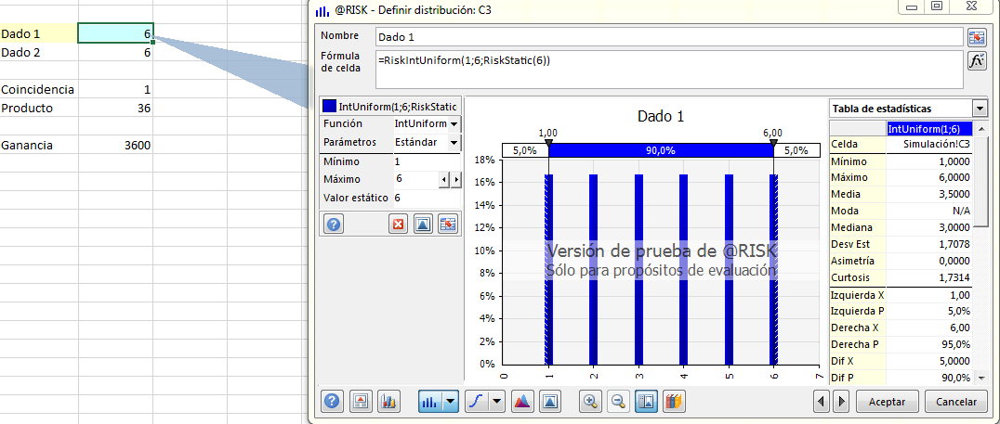 @RISK - Definir distribución: C3
Dado 1 6
Dado 2 6
Coincidencia 1
Producto 36
Ganancia 3600
Nombre Dado 1
Fórmula de celda =RiskIntUniform(1;6;RiskStatic(6))
IntUniform(1;6;RiskStatic
Función IntUniform
Parámetros Estándar
Mínimo 1
Máximo 6
Valor estático 6
Dado 1
1,00 6,00
5,0% 90,0% 5,0%
18%
16%
14%
12%
10%
8%
6%
4%
2%
0%
0 1 2 3 4 5 6 7
Versión de prueba de @RISK
Sólo para propósitos de evaluación
Tabla de estadísticas
IntUniform(1;6)
Celda Simulación!C3
Mínimo 1,0000
Máximo 6,0000
Media 3,5000
Moda N/A
Mediana 3,0000
Desv Est 1,7078
Asimetría 0,0000
Curtosis 1,7314
Izquierda X 1,00
Izquierda P 5,0%
Derecha X 6,00
Derecha P 95,0%
Dif X 5,0000
Dif P 90,0%
Aceptar Cancelar